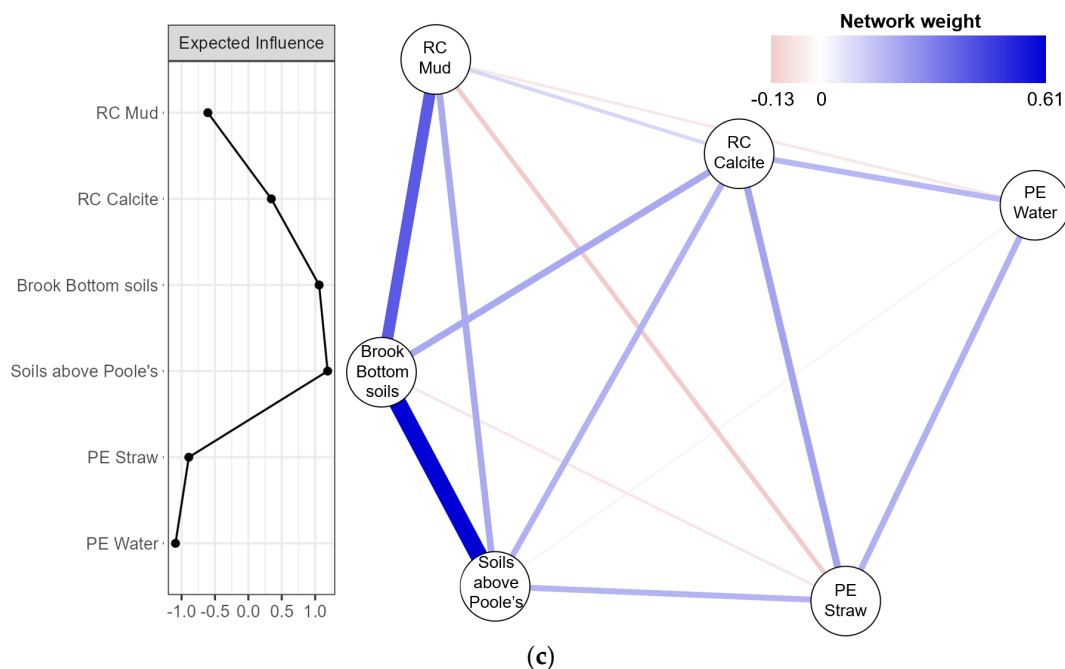 Expected Influence
RC Mud
RC Calcite
Brook Bottom soils
Soils above Poole's
PE Straw
PE Water
-1.0 -0.5 0.0 0.5 1.0
Network weight
-0.13 0 0.61
RC
Mud
RC
Calcite
PE
Water
Brook
Bottom
soils
Soils
above
Poole's
PE
Straw
(c)